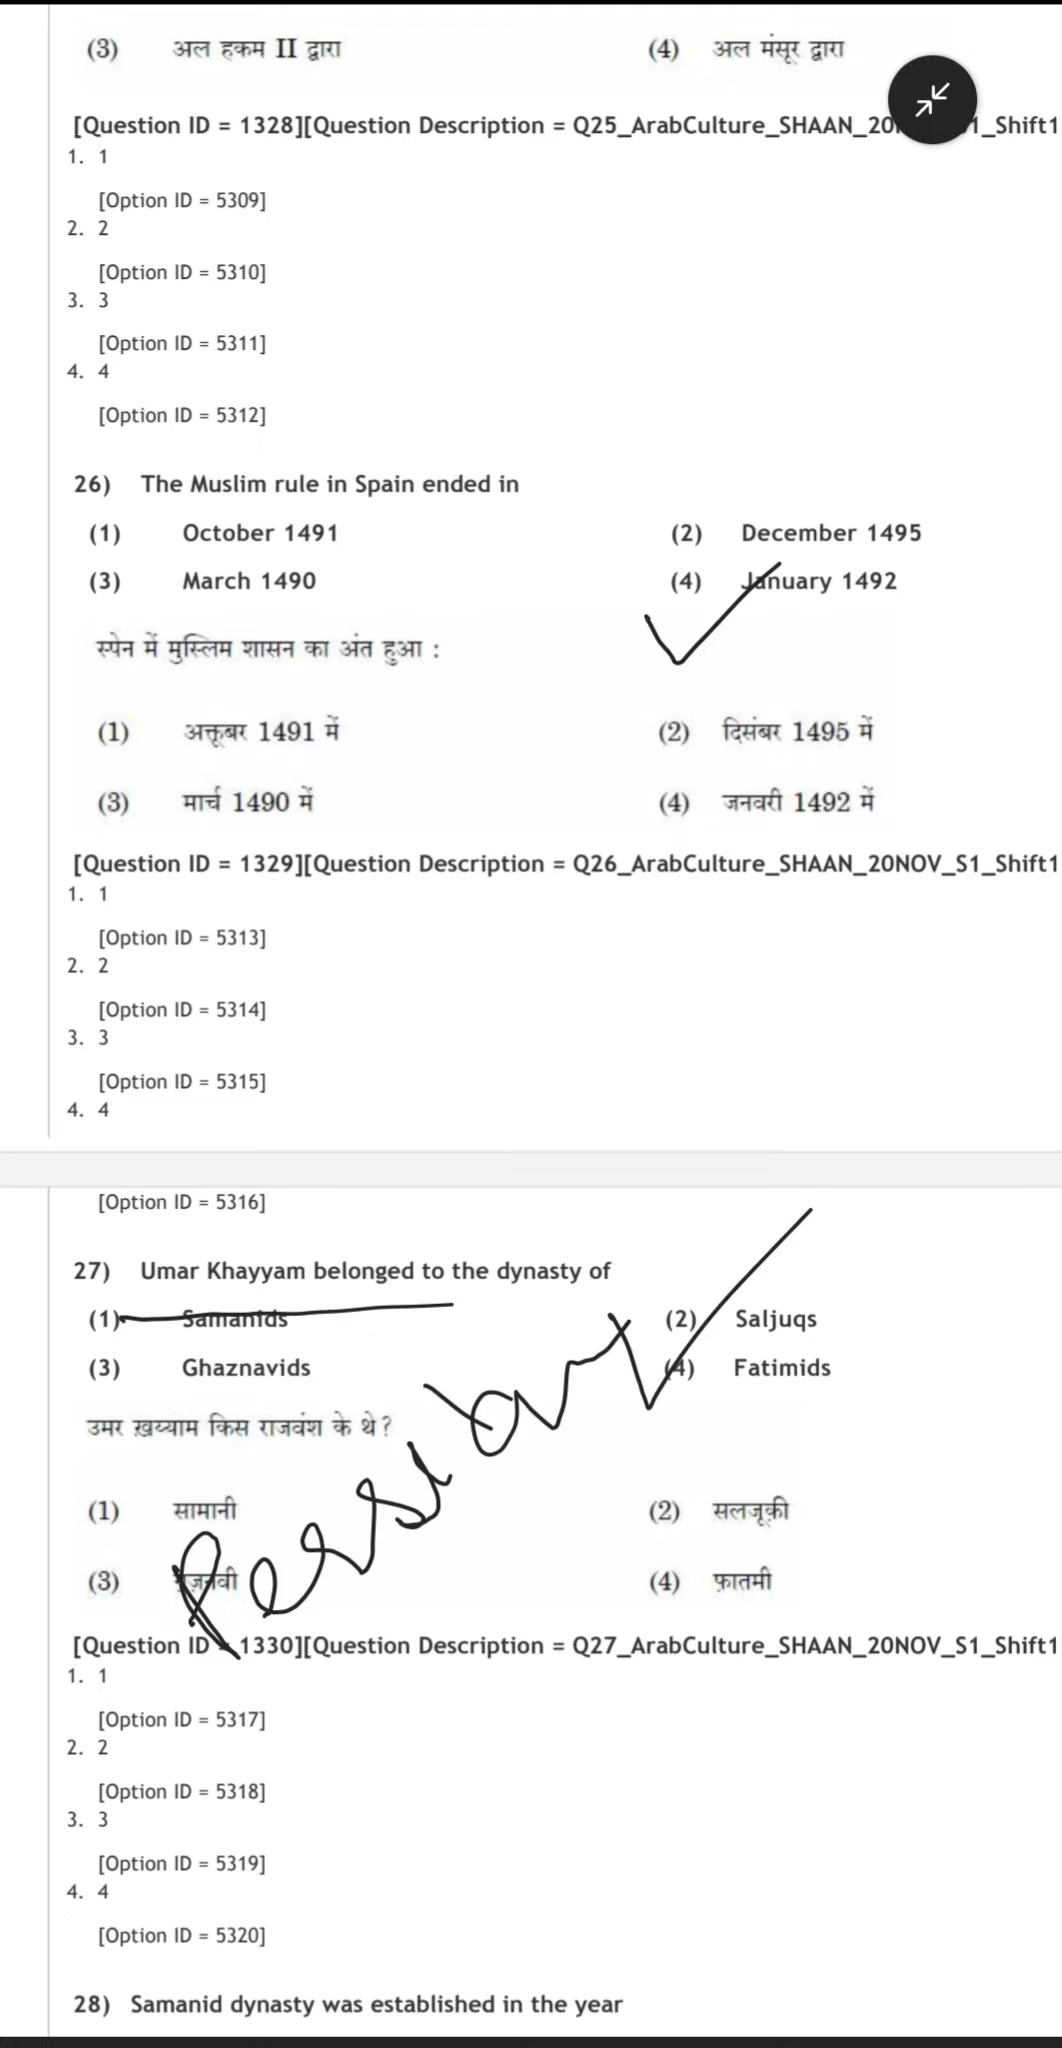 (3) अल हकम II द्वारा (4) अल मंसूर द्वारा
[Question ID = 1328][Question Description = Q25_ArabCulture_SHAAN_20 1_Shift1
1. 1
[Option ID = 5309]
2. 2
[Option ID = 5310]
3. 3
[Option ID = 5311]
4. 4
[Option ID = 5312]
26) The Muslim rule in Spain ended in
(1) October 1491 (2) December 1495
(3) March 1490 (4) January 1492
स्पेन में मुस्लिम शासन का अंत हुआ :
(1) अक्तूबर 1491 में (2) दिसंबर 1495 में
(3) मार्च 1490 में (4) जनवरी 1492 में
[Question ID = 1329][Question Description = Q26_ArabCulture_SHAAN_20NOV_S1_Shift1
1. 1
[Option ID = 5313]
2. 2
[Option ID = 5314]
3. 3
[Option ID = 5315]
4. 4
[Option ID = 5316]
27) Umar Khayyam belonged to the dynasty of
(1) Samanids (2) Saljuqs
(3) Ghaznavids (4) Fatimids
उमर ख़य्याम किस राजवंश के थे?
(1) सामानी (2) सलजूक़ी
(3) (4) फ़ातमी
Persian
[Question ID = 1330][Question Description = Q27_ArabCulture_SHAAN_20NOV_S1_Shift1
1. 1
[Option ID = 5317]
2. 2
[Option ID = 5318]
3. 3
[Option ID = 5319]
4. 4
[Option ID = 5320]
28) Samanid dynasty was established in the year